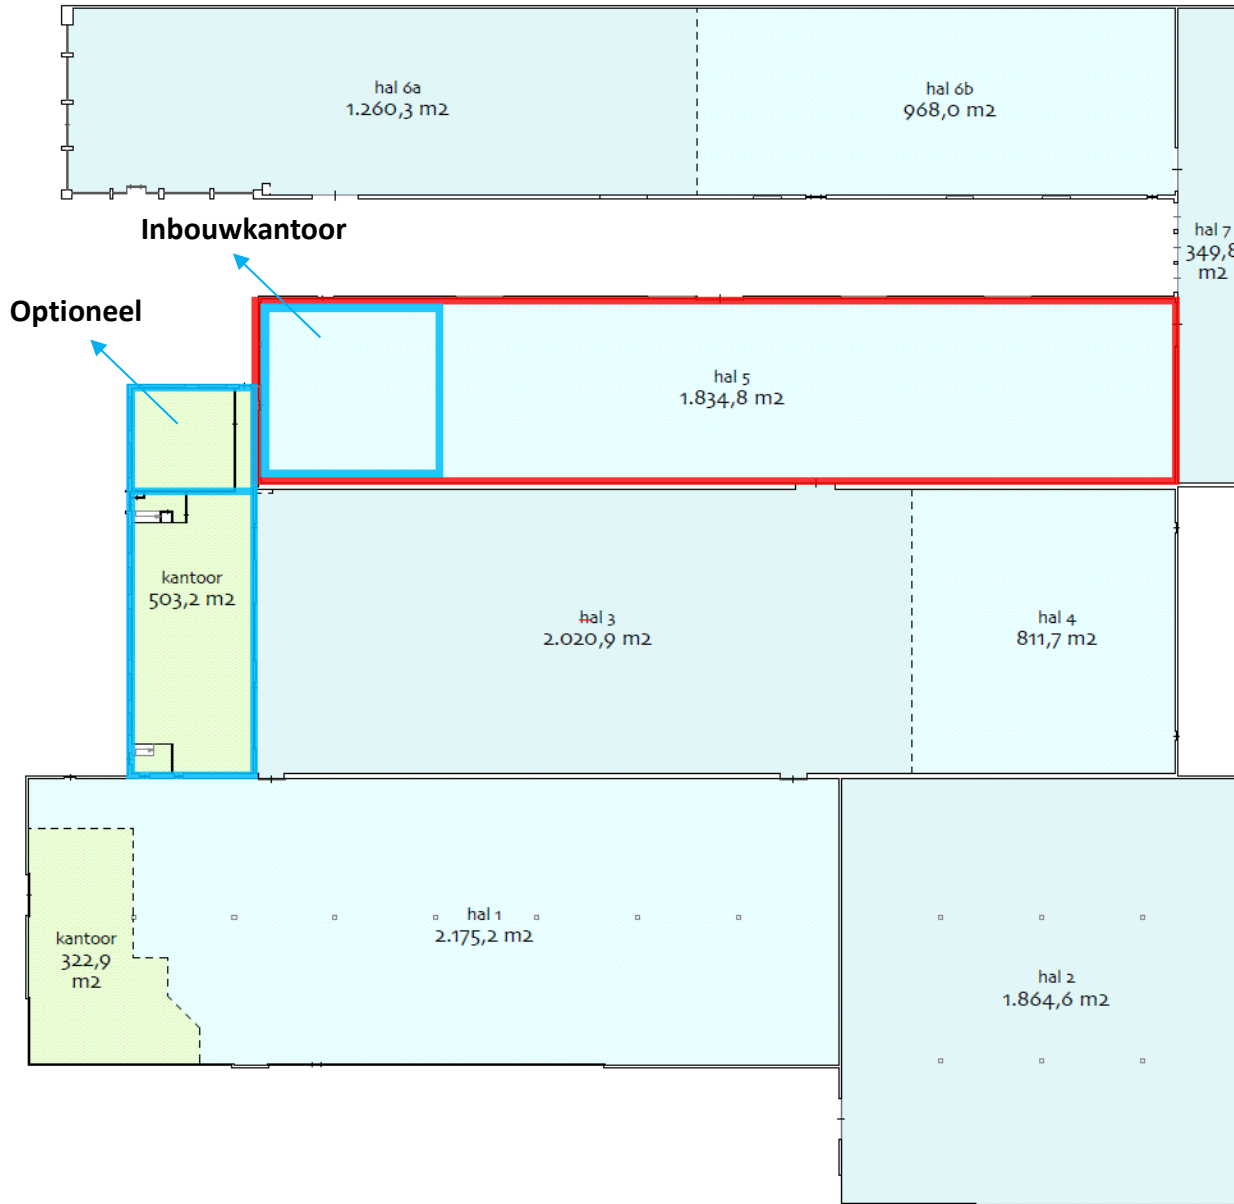 hal 6a
1.260,3 m2
hal 6b
968,0 m2
Inbouwkantoor
hal 7
349,8
m2
Optioneel
hal 5
1.834,8 m2
kantoor
503,2 m2
hal 3
2.020,9 m2
hal 4
811,7 m2
hal 1
2.175,2 m2
kantoor
322,9
m2
hal 2
1.864,6 m2